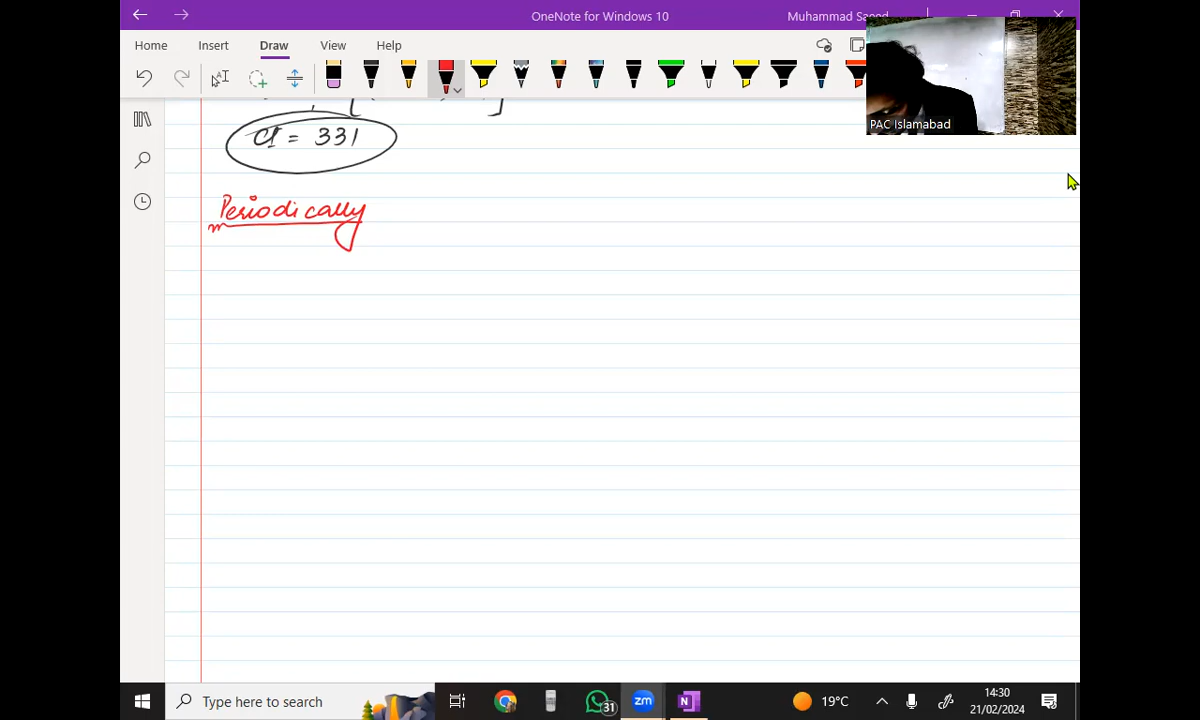 OneNote for Windows 10
Muhammad Saeed
Home Insert Draw View Help
PAC Islamabad
a = 331
Periodically
Type here to search
31
zm
N
19°C
14:30
21/02/2024